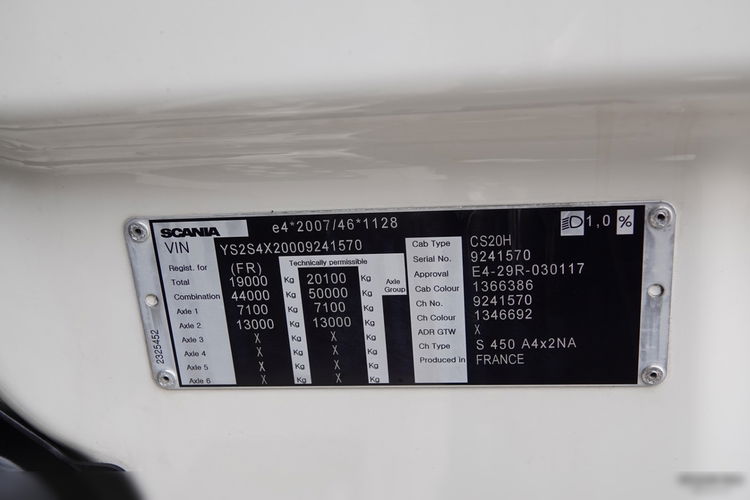 SCANIA e4*2007/46*1128 1,0 %
VIN YS2S4X20009241570
Regist. for (FR) Technically permissible
Total 19000 Kg 20100 Kg Axle Group
Combination 44000 Kg 50000 Kg
Axle 1 7100 Kg 7100 Kg
Axle 2 13000 Kg 13000 Kg
Axle 3 X Kg X Kg
Axle 4 X Kg X Kg
Axle 5 X Kg X Kg
Axle 6 X Kg X Kg
Cab Type CS20H
Serial No. 9241570
Approval E4-29R-030117
Cab Colour 1366386
Ch No. 9241570
Ch Colour 1346692
ADR GTW X
Ch Type S 450 A4x2NA
Produced in FRANCE
2325452